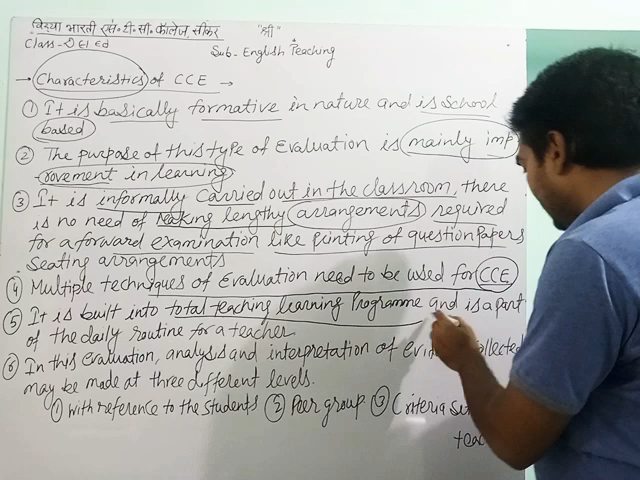 विद्या भारती एस. टी. सी. कॉलेज, सीकर "श्री"
Class - डी एल Ed Sub - English Teaching
→ Characteristics of CCE →
① It is basically formative in nature and is school
based
② The purpose of this type of Evaluation is mainly imp
rovement in learning
③ It is informally carried out in the classroom, there
is no need of making lengthy arrangements required
for a forward examination like printing of question papers
seating arrangements
④ Multiple techniques of Evaluation need to be used for CCE
⑤ It is built into total teaching learning Programme and is a part
of the daily routine for a teacher
⑥ In this Evaluation, analysis and interpretation of collected
may be made at three different levels.
① With reference to the students ② Peer group ③ Criteria